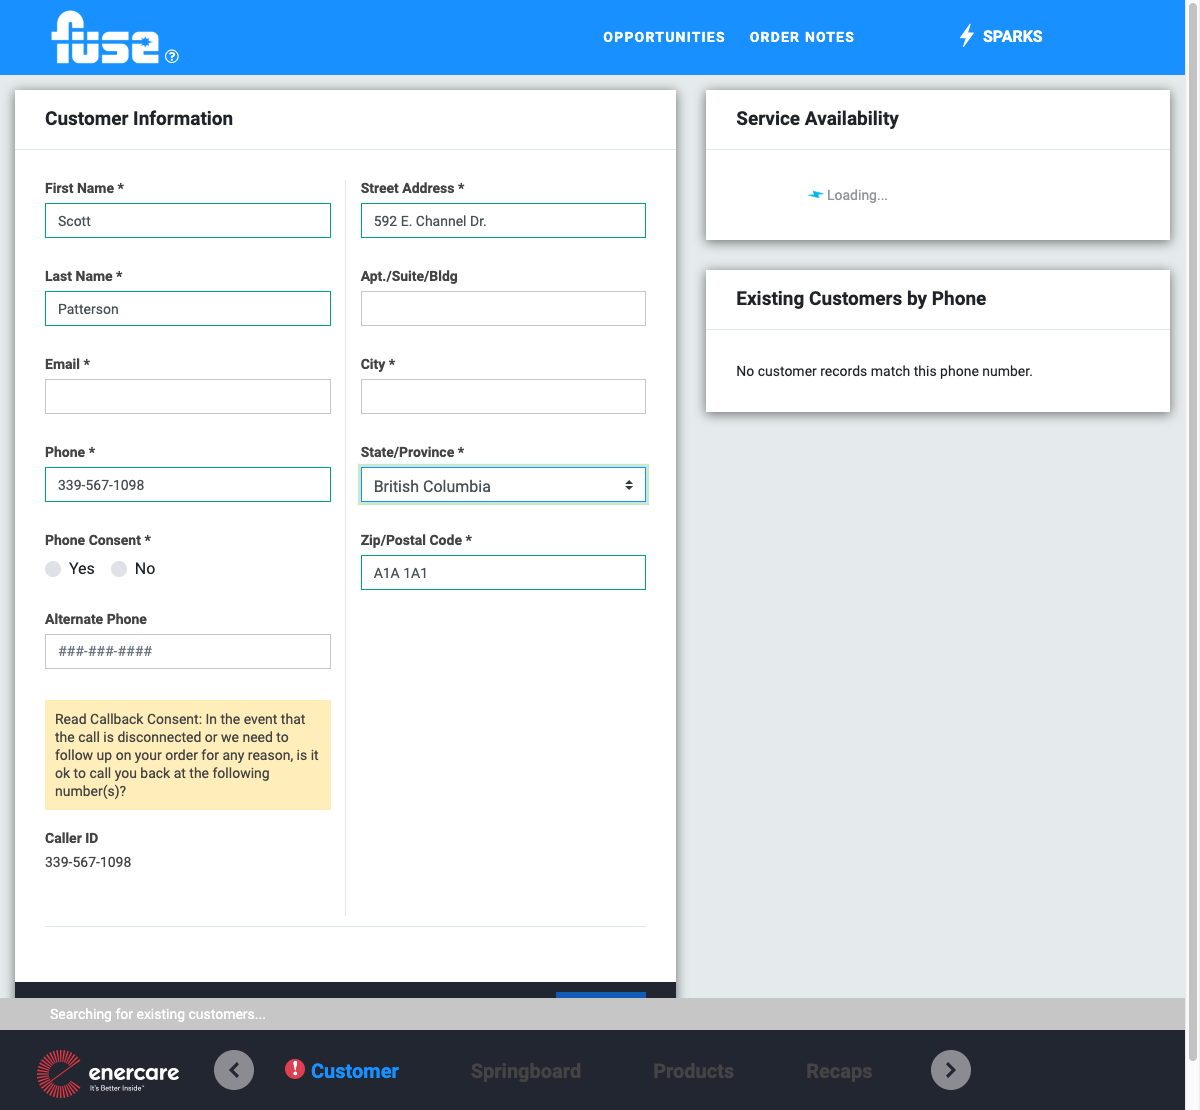 fuse ?
OPPORTUNITIES
ORDER NOTES
SPARKS
Customer Information
First Name *
Scott
Last Name *
Patterson
Email *
Phone *
339-567-1098
Phone Consent *
Yes
No
Alternate Phone
###-###-####
Read Callback Consent: In the event that
the call is disconnected or we need to
follow up on your order for any reason, is it
ok to call you back at the following
number(s)?
Caller ID
339-567-1098
Street Address *
592 E. Channel Dr.
Apt./Suite/Bldg
City *
State/Province *
British Columbia
Zip/Postal Code *
A1A 1A1
Service Availability
Loading...
Existing Customers by Phone
No customer records match this phone number.
Searching for existing customers...
enercare
It's Better Inside™
! Customer
Springboard
Products
Recaps